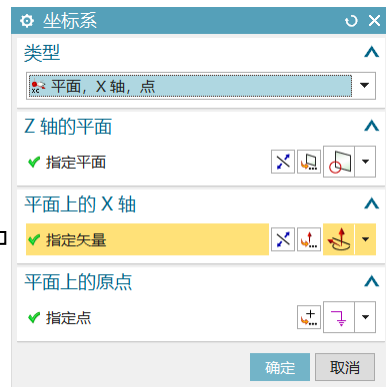 坐标系
类型
平面，X 轴，点
Z 轴的平面
指定平面
平面上的 X 轴
指定矢量
平面上的原点
指定点
确定 取消